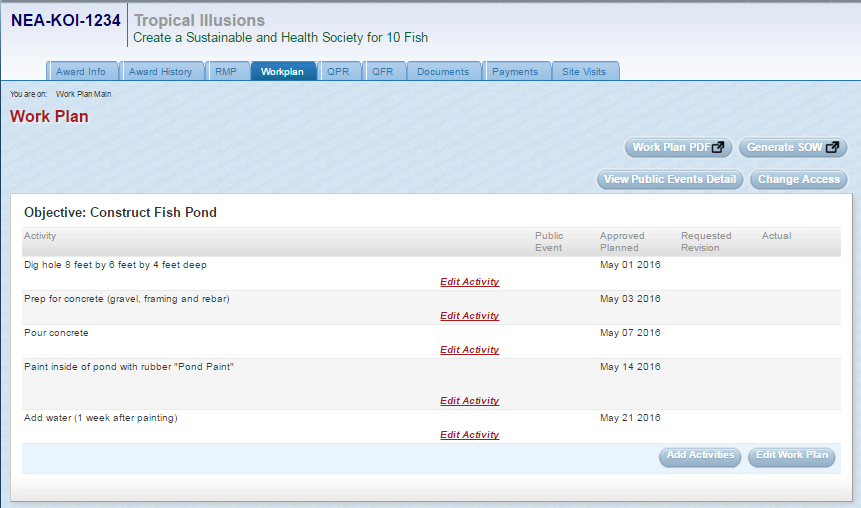 NEA-KOI-1234
Tropical Illusions
Create a Sustainable and Health Society for 10 Fish
Award Info Award History RMP Workplan QPR QFR Documents Payments Site Visits
You are on: Work Plan Main
Work Plan
Work Plan PDF Generate SOW
View Public Events Detail Change Access
Objective: Construct Fish Pond
Activity Public Event Approved Planned Requested Revision Actual
Dig hole 8 feet by 6 feet by 4 feet deep May 01 2016
Edit Activity
Prep for concrete (gravel, framing and rebar) May 03 2016
Edit Activity
Pour concrete May 07 2016
Edit Activity
Paint inside of pond with rubber "Pond Paint" May 14 2016
Edit Activity
Add water (1 week after painting) May 21 2016
Edit Activity
Add Activities Edit Work Plan